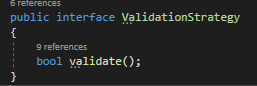 6 references
public interface ValidationStrategy
{
9 references
bool validate();
}